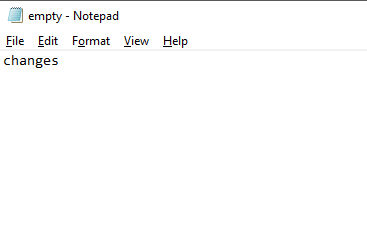 empty - Notepad
File Edit Format View Help
changes